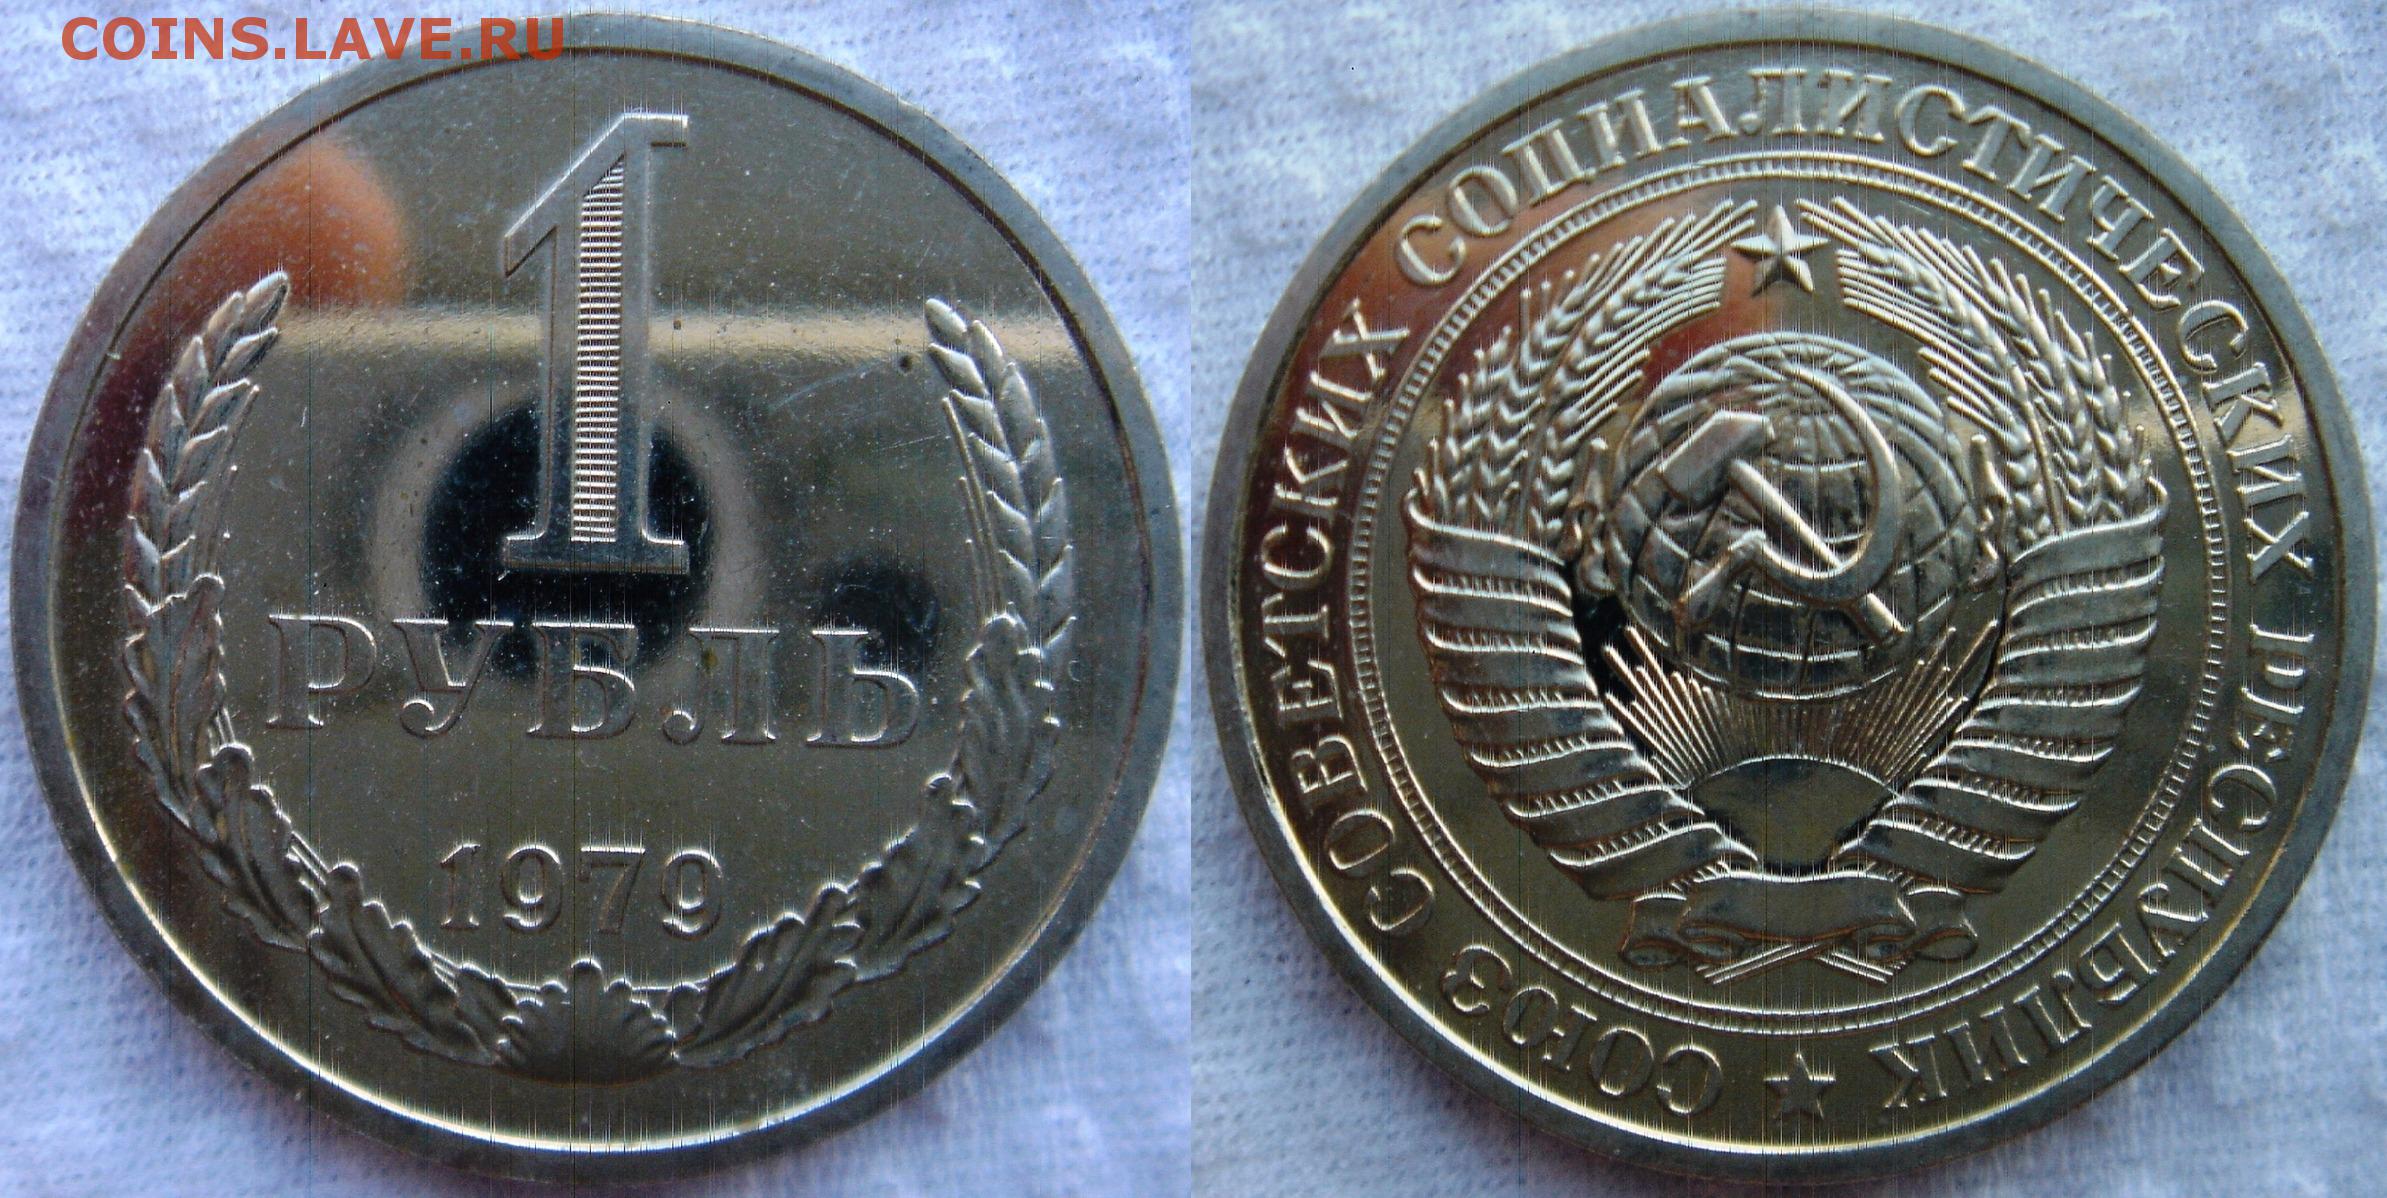 COINS.LAVE.RU
1
РУБЛЬ
1979
СОЮЗ СОВЕТСКИХ СОЦИАЛИСТИЧЕСКИХ РЕСПУБЛИК